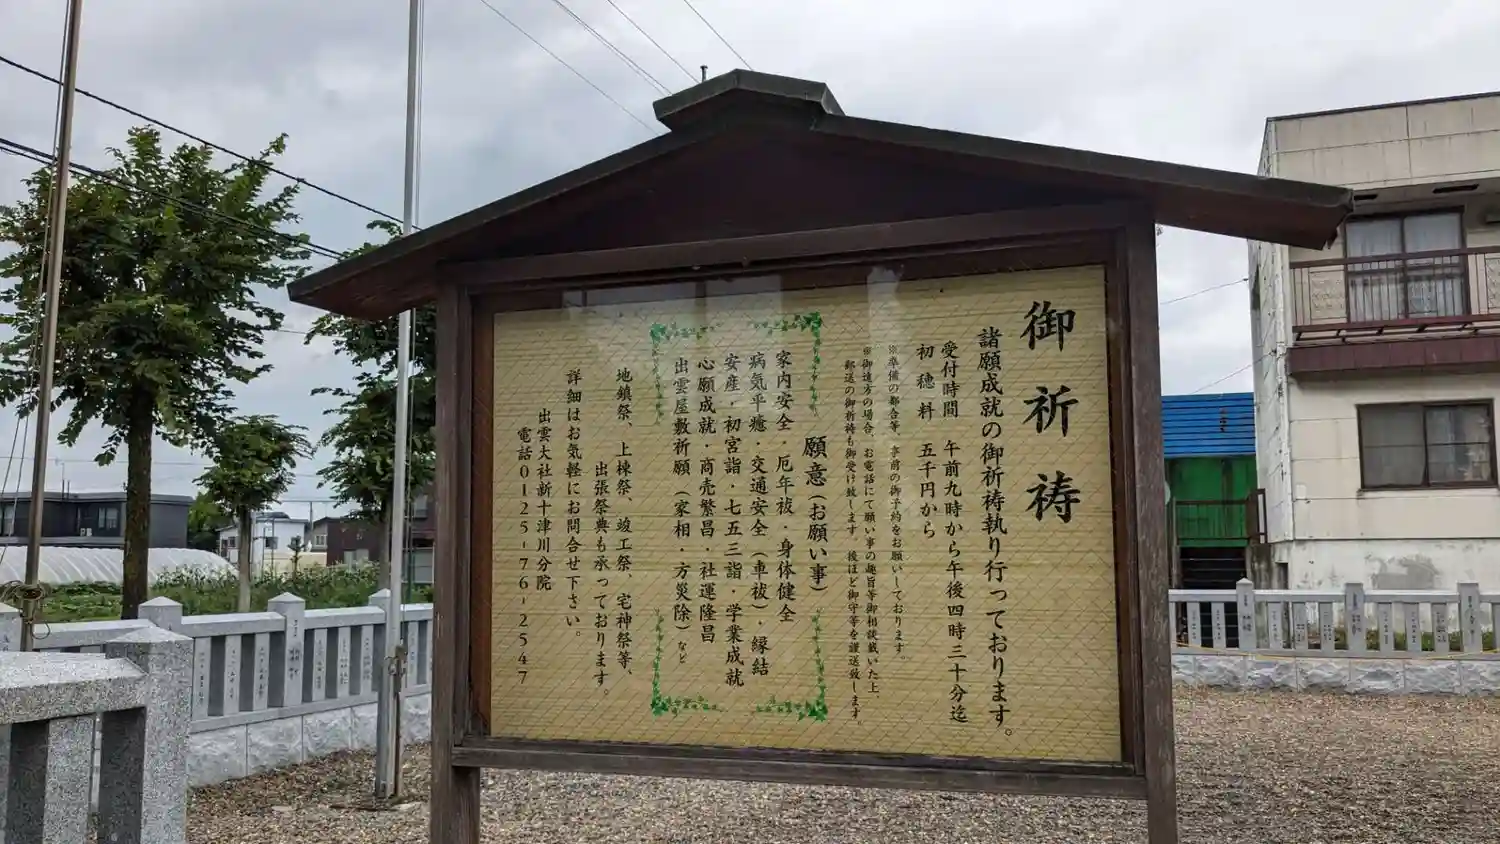 御祈祷
諸願成就の御祈祷執り行っております。
受付時間 午前九時から午後四時三十分迄
初穂料 五千円から
※準備の都合等、事前の御予約をお願いしております。
※御遠方の場合、お電話にて願い事の趣旨等御相談戴いた上、
郵送の御祈祷も御受け致します。後ほど御守等を謹送致します。
願意(お願い事)
家内安全・厄年祓・身体健全
病気平癒・交通安全(車祓)・縁結
安産・初宮詣・七五三詣・学業成就
心願成就・商売繁昌・社運隆昌
出雲屋敷祈願(家相・方災除)など
地鎮祭、上棟祭、竣工祭、宅神祭等、
出張祭典も承っております。
詳細はお気軽にお問合せ下さい。
出雲大社新十津川分院
電話0125-76-2547